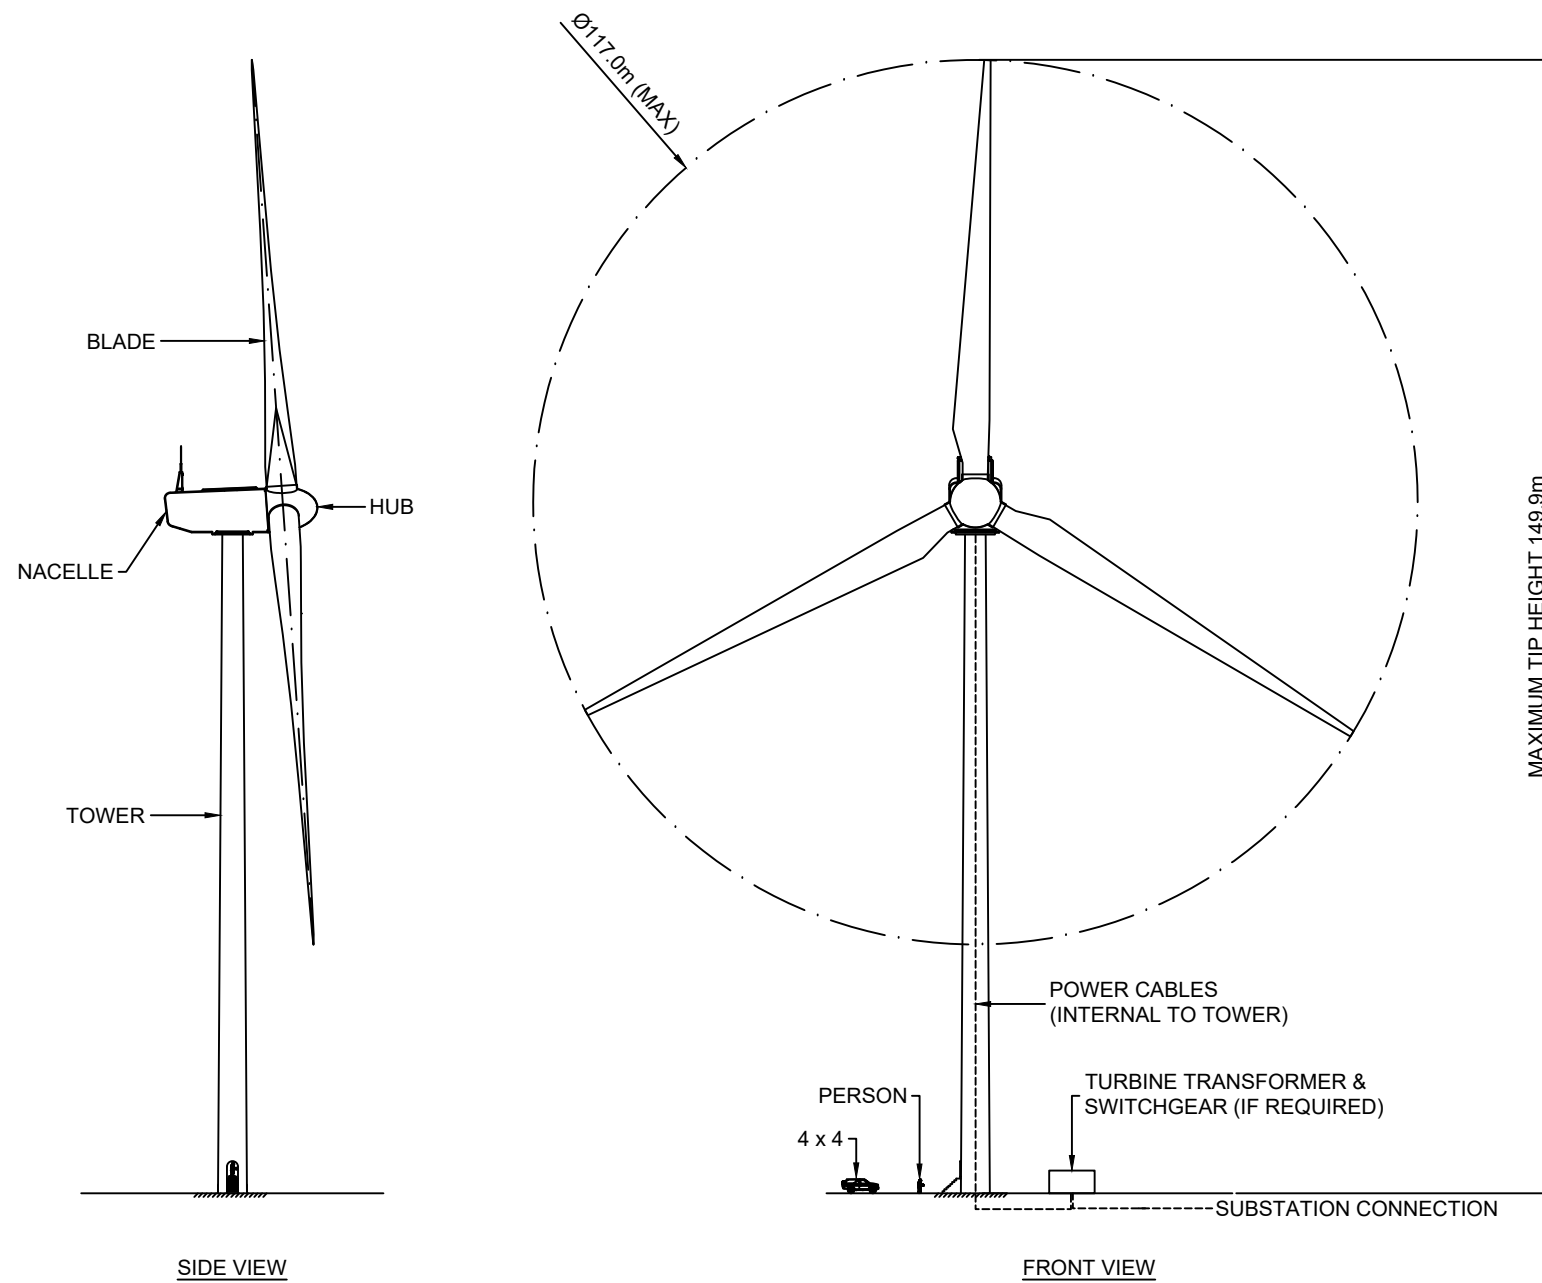 Ø117.0m (MAX)
BLADE
HUB
NACELLE
MAXIMUM TIP HEIGHT 149.9m
TOWER
POWER CABLES
(INTERNAL TO TOWER)
PERSON
TURBINE TRANSFORMER &
SWITCHGEAR (IF REQUIRED)
4 x 4
SUBSTATION CONNECTION
SIDE VIEW
FRONT VIEW